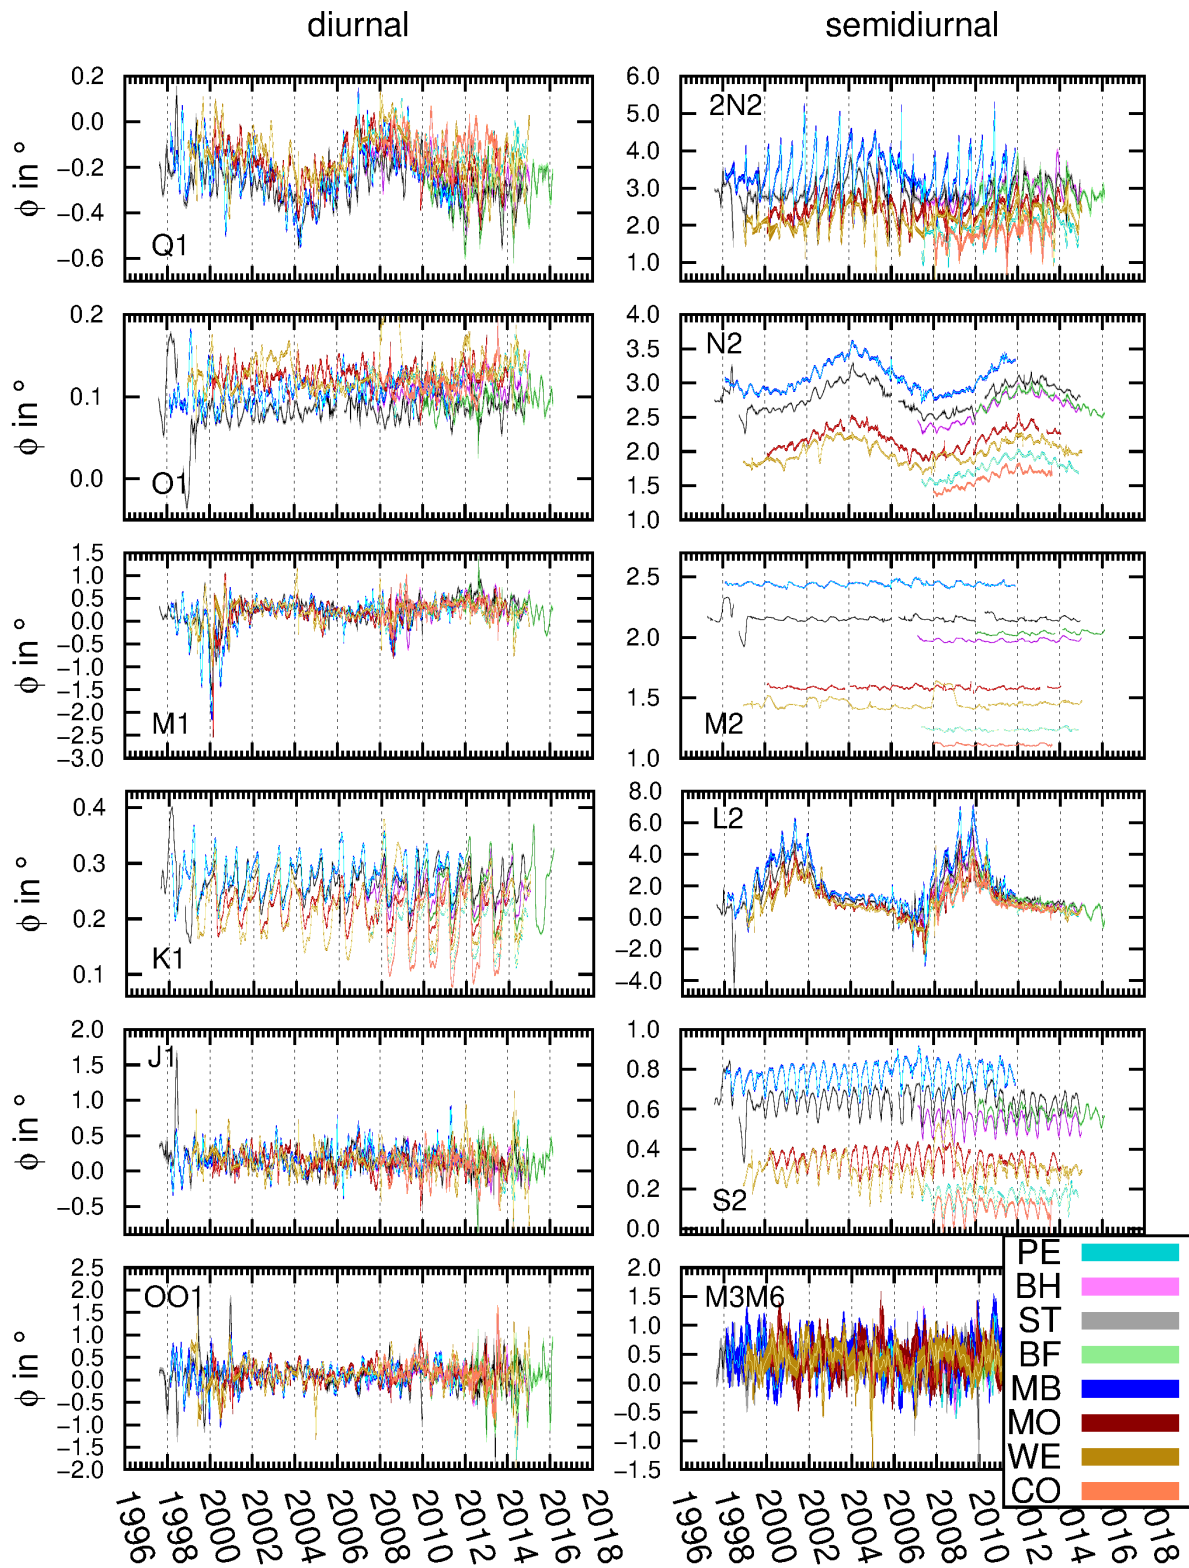 diurnal
semidiurnal
0.2
0.0
−0.2
−0.4
−0.6
ϕ in °
Q1
6.0
5.0
4.0
3.0
2.0
1.0
2N2
0.2
0.1
0.0
ϕ in °
O1
4.0
3.5
3.0
2.5
2.0
1.5
1.0
N2
1.5
1.0
0.5
0.0
−0.5
−1.0
−1.5
−2.0
−2.5
−3.0
ϕ in °
M1
2.5
2.0
1.5
1.0
M2
0.4
0.3
0.2
0.1
ϕ in °
K1
8.0
6.0
4.0
2.0
0.0
−2.0
−4.0
L2
2.0
1.5
1.0
0.5
0.0
−0.5
ϕ in °
J1
1.0
0.8
0.6
0.4
0.2
0.0
S2
2.5
2.0
1.5
1.0
0.5
0.0
−0.5
−1.0
−1.5
−2.0
ϕ in °
OO1
2.0
1.5
1.0
0.5
0.0
−0.5
−1.0
−1.5
M3M6
PE
BH
ST
BF
MB
MO
WE
CO
1996 1998 2000 2002 2004 2006 2008 2010 2012 2014 2016 2018
1996 1998 2000 2002 2004 2006 2008 2010 2012 2014 2016 2018